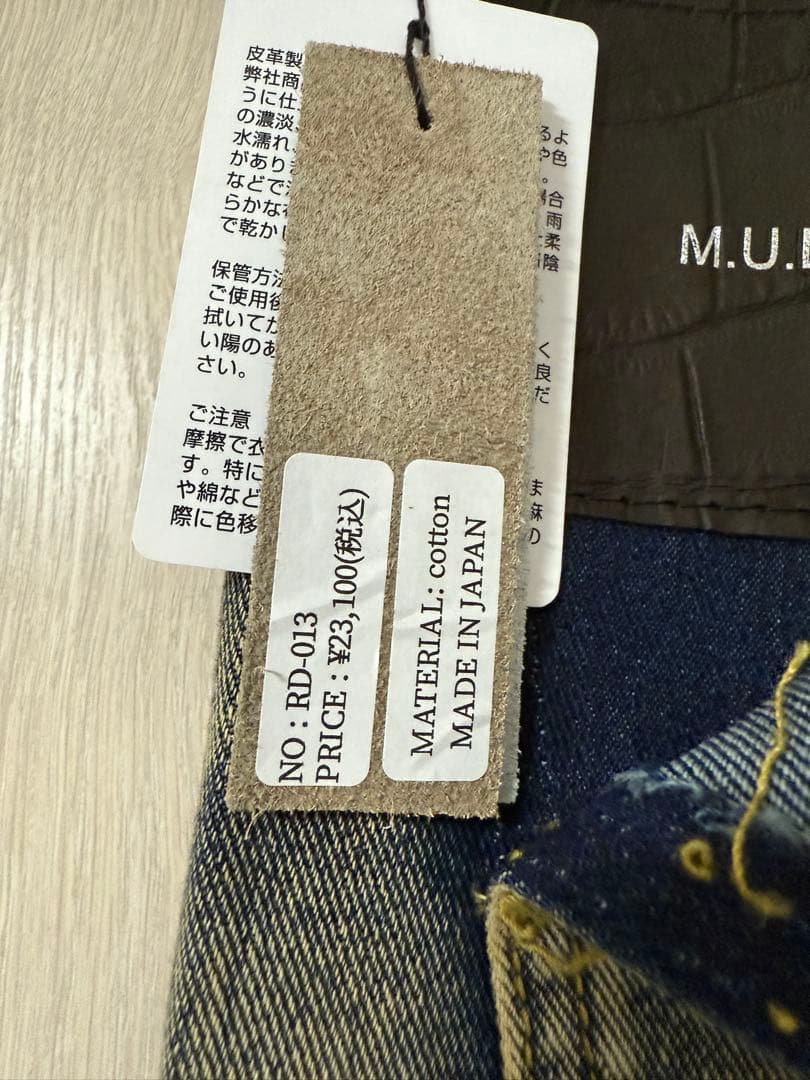 皮革製
弊社商
うに仕
の濃淡、
水濡れ、
があり
などで
らかな
で乾か
るよ
や色
。
場合
雨
柔
陰
保管方法
ご使用後
拭いてか
い陽のあ
さい。
く
良
だ
ご注意
摩擦で衣
す。特に
や綿など
際に色移
ま
麻
の
NO : RD-013
PRICE : ¥23,100(税込)
MATERIAL: cotton
MADE IN JAPAN
M.U.